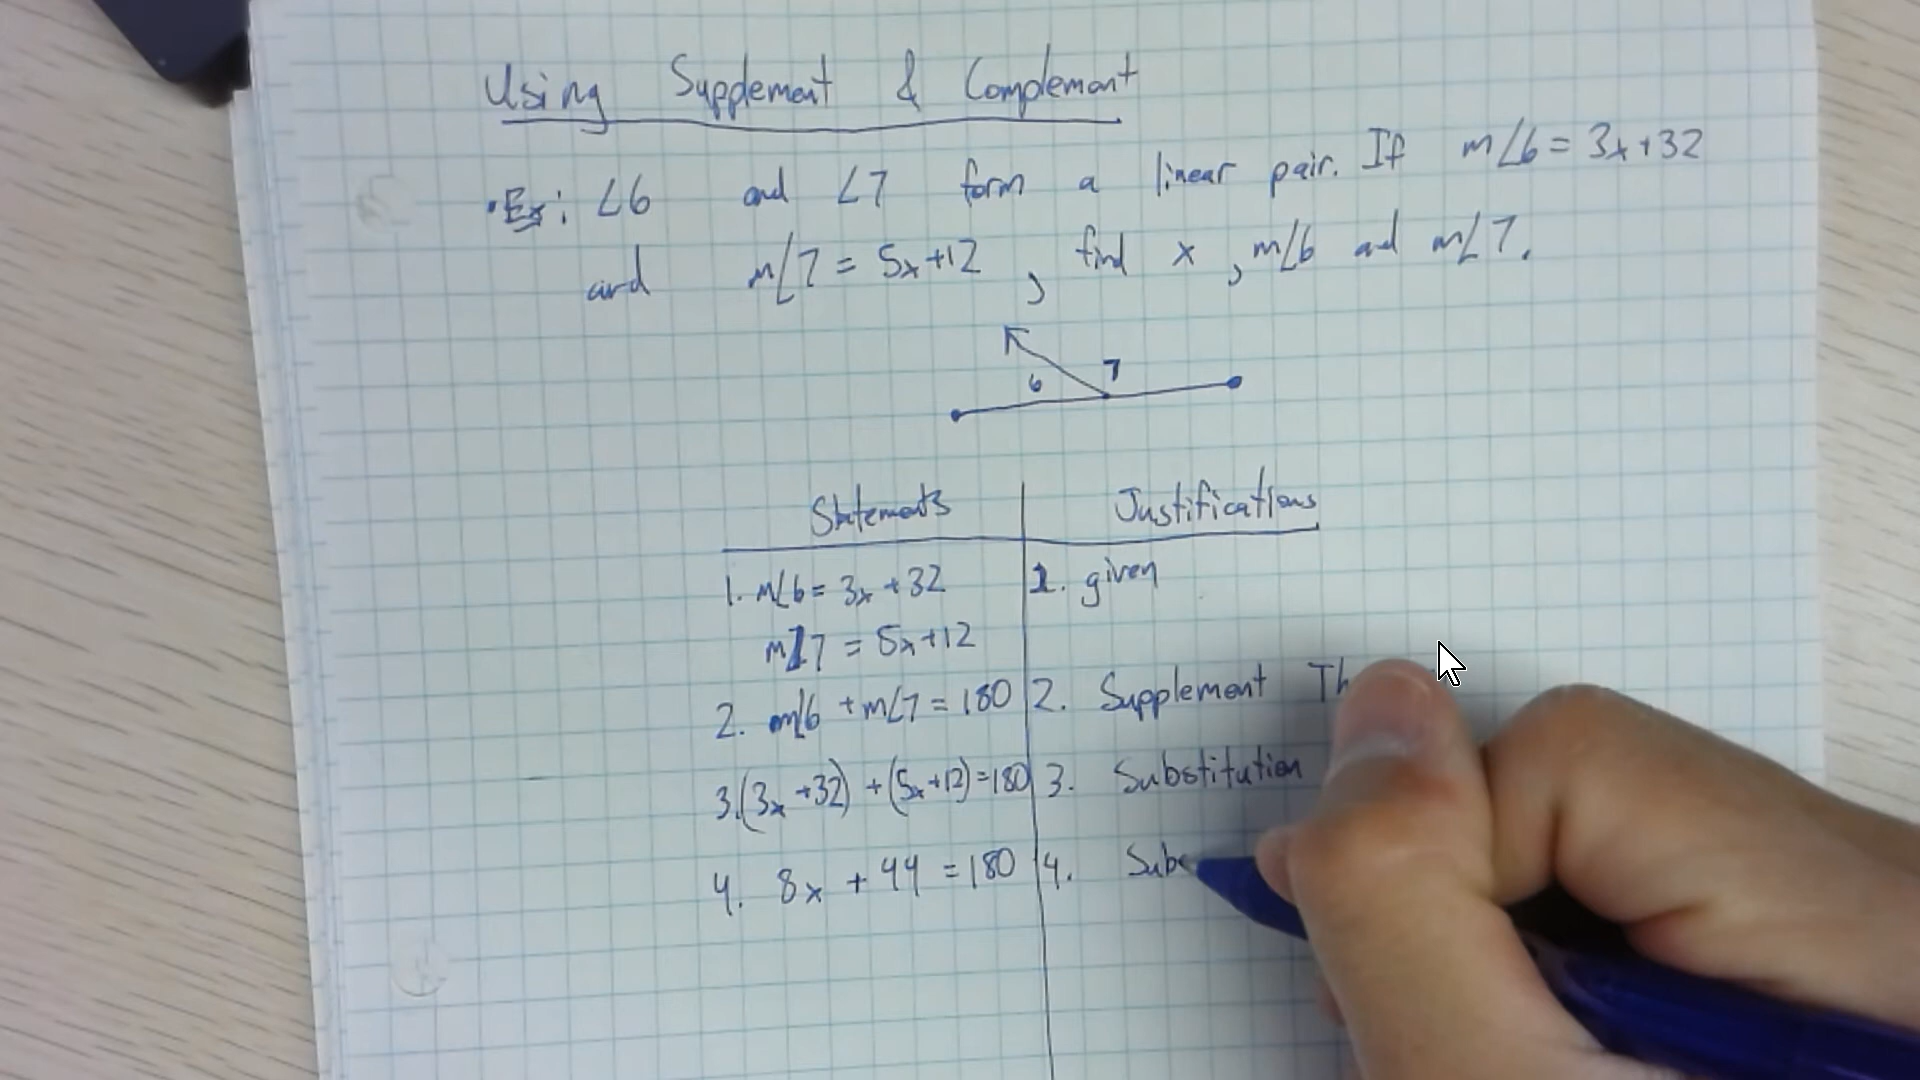 Using Supplement & Complement
• Ex: ∠6 and ∠7 form a linear pair. If m∠6 = 3x+32
and m∠7 = 5x+12, find x, m∠6 and m∠7.
6 7
Statements Justifications
1. m∠6 = 3x + 32 1. given
m∠7 = 5x+12
2. m∠6 + m∠7 = 180 2. Supplement Th
3. (3x +32) + (5x+12)=180 3. Substitution
4. 8x + 44 = 180 4. Subs